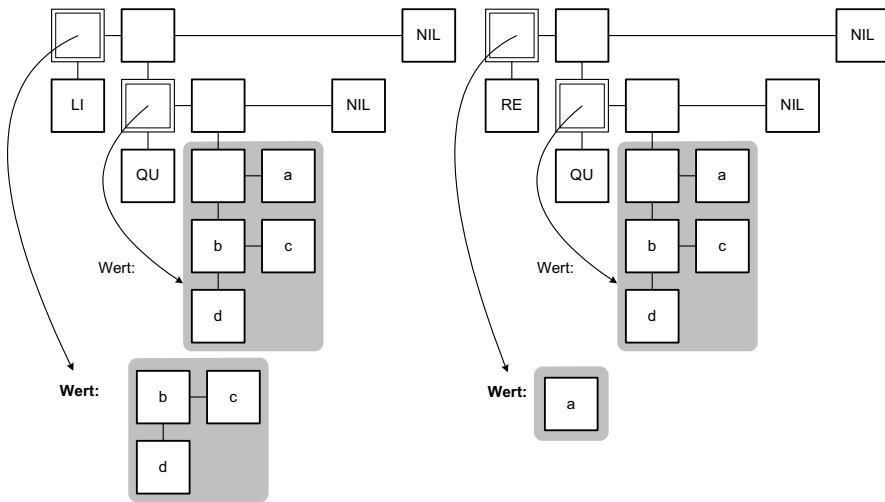 NIL NIL
LI NIL RE NIL
QU a QU a
b c b c
Wert: Wert:
d d
Wert: b c Wert: a
d